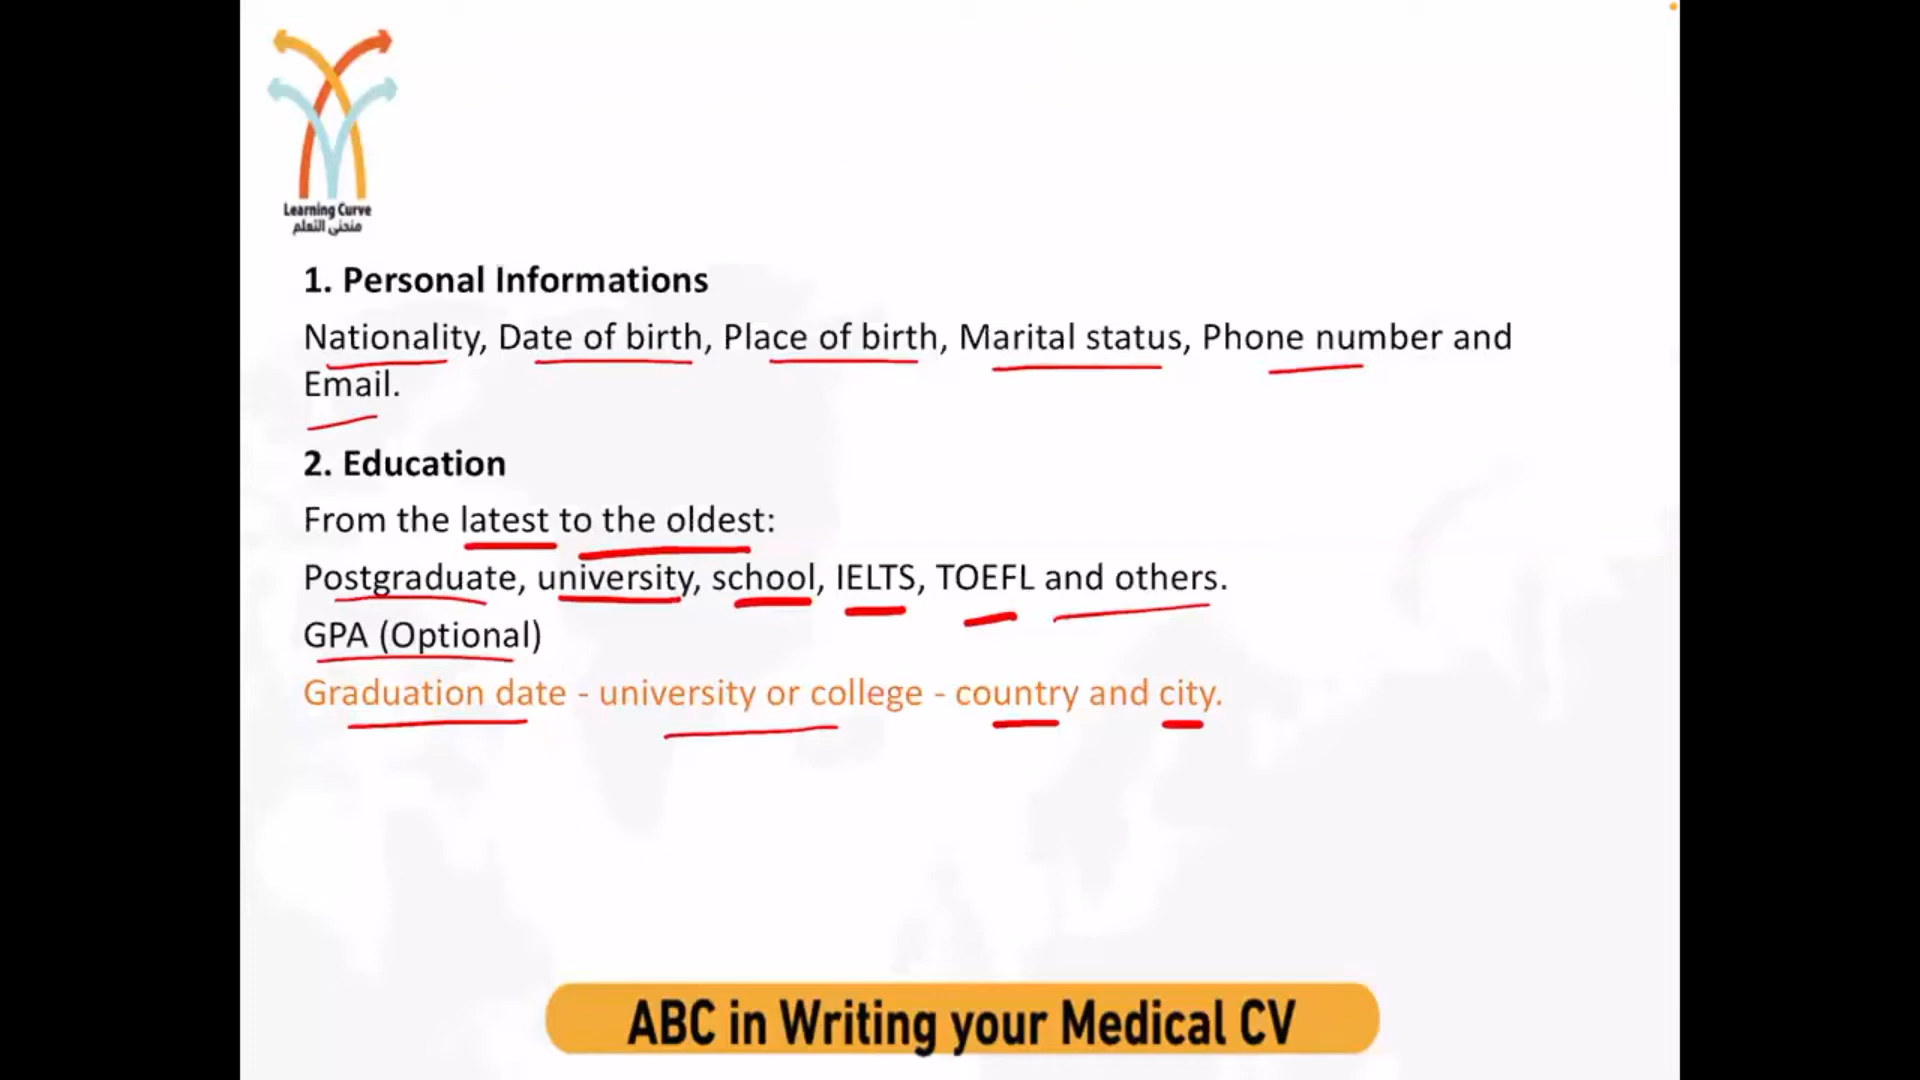 Learning Curve
منحنى التعلم
1. Personal Informations
Nationality, Date of birth, Place of birth, Marital status, Phone number and
Email.
2. Education
From the latest to the oldest:
Postgraduate, university, school, IELTS, TOEFL and others.
GPA (Optional)
Graduation date - university or college - country and city.
ABC in Writing your Medical CV